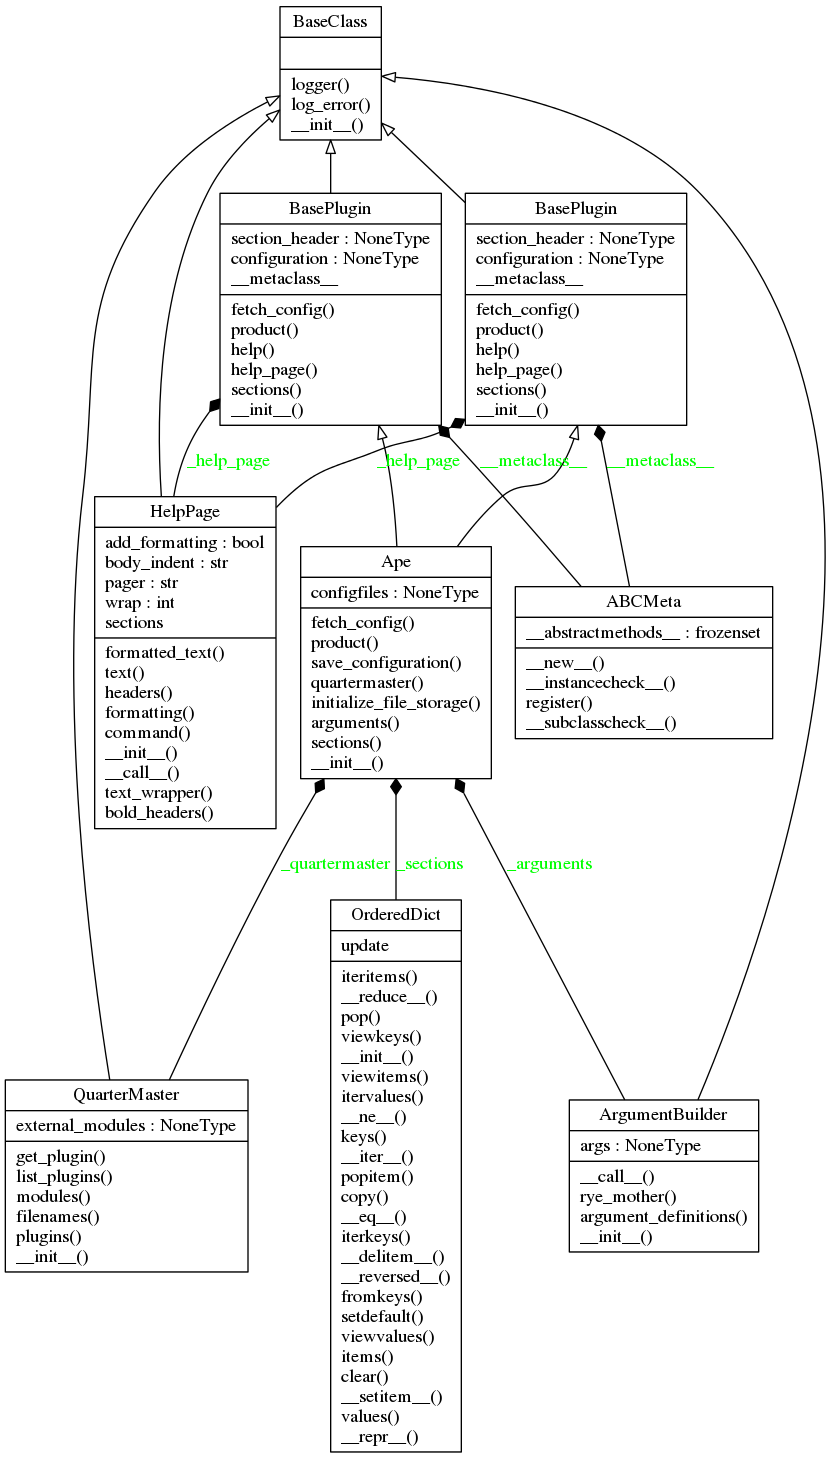 BaseClass
logger()
log_error()
__init__()
BasePlugin
section_header : NoneType
configuration : NoneType
__metaclass__
fetch_config()
product()
help()
help_page()
sections()
__init__()
BasePlugin
section_header : NoneType
configuration : NoneType
__metaclass__
fetch_config()
product()
help()
help_page()
sections()
__init__()
_help_page
_help_page
__metaclass__
__metaclass__
HelpPage
add_formatting : bool
body_indent : str
pager : str
wrap : int
sections
formatted_text()
text()
headers()
formatting()
command()
__init__()
__call__()
text_wrapper()
bold_headers()
Ape
configfiles : NoneType
fetch_config()
product()
save_configuration()
quartermaster()
initialize_file_storage()
arguments()
sections()
__init__()
ABCMeta
__abstractmethods__ : frozenset
__new__()
__instancecheck__()
register()
__subclasscheck__()
_quartermaster
_sections
_arguments
OrderedDict
update
iteritems()
__reduce__()
pop()
viewkeys()
__init__()
viewitems()
itervalues()
__ne__()
keys()
__iter__()
popitem()
copy()
__eq__()
iterkeys()
__delitem__()
__reversed__()
fromkeys()
setdefault()
viewvalues()
items()
clear()
__setitem__()
values()
__repr__()
QuarterMaster
external_modules : NoneType
get_plugin()
list_plugins()
modules()
filenames()
plugins()
__init__()
ArgumentBuilder
args : NoneType
__call__()
rye_mother()
argument_definitions()
__init__()